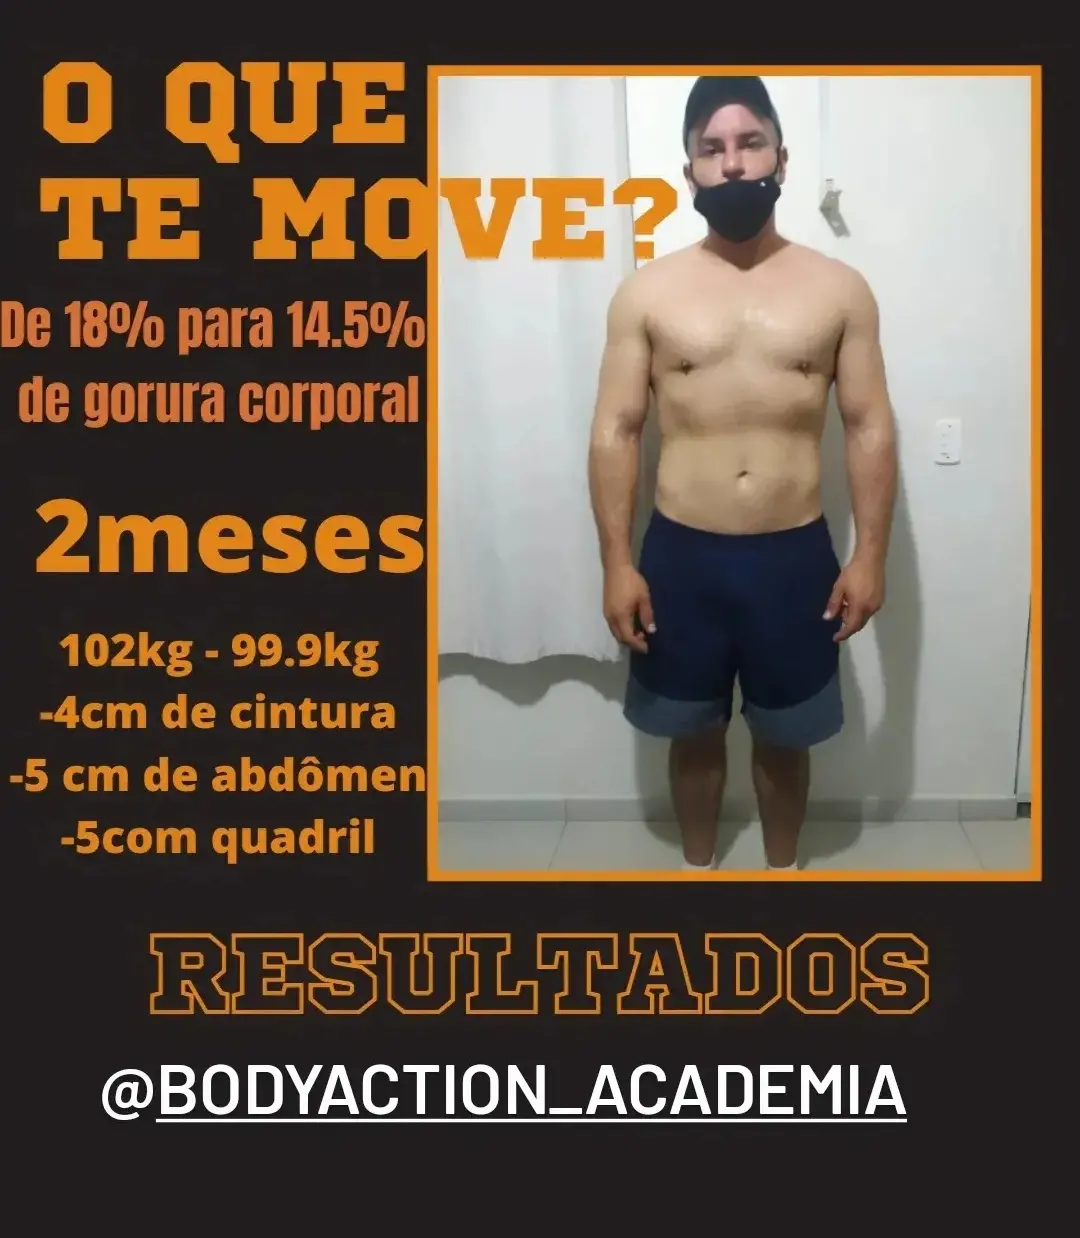 O QUE
TE MOVE?
De 18% para 14.5%
de gorura corporal
2meses
102kg - 99.9kg
-4cm de cintura
-5 cm de abdômen
-5com quadril
RESULTADOS
@BODYACTION_ACADEMIA